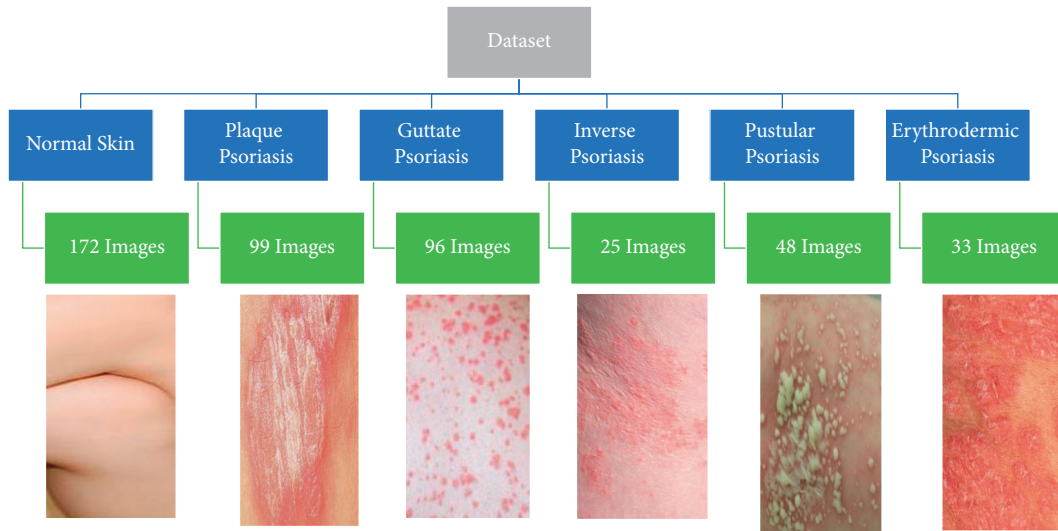 Dataset
Normal Skin
Plaque
Psoriasis
Guttate
Psoriasis
Inverse
Psoriasis
Pustular
Psoriasis
Erythrodermic
Psoriasis
172 Images
99 Images
96 Images
25 Images
48 Images
33 Images